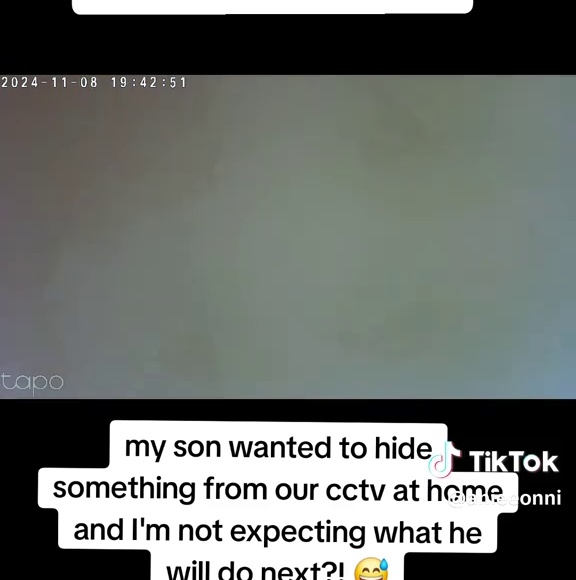 2024-11-08 19:42:51
tapo
my son wanted to hide
TikTok
something from our cctv at home
and I'm not expecting what he
will do next?! 😅